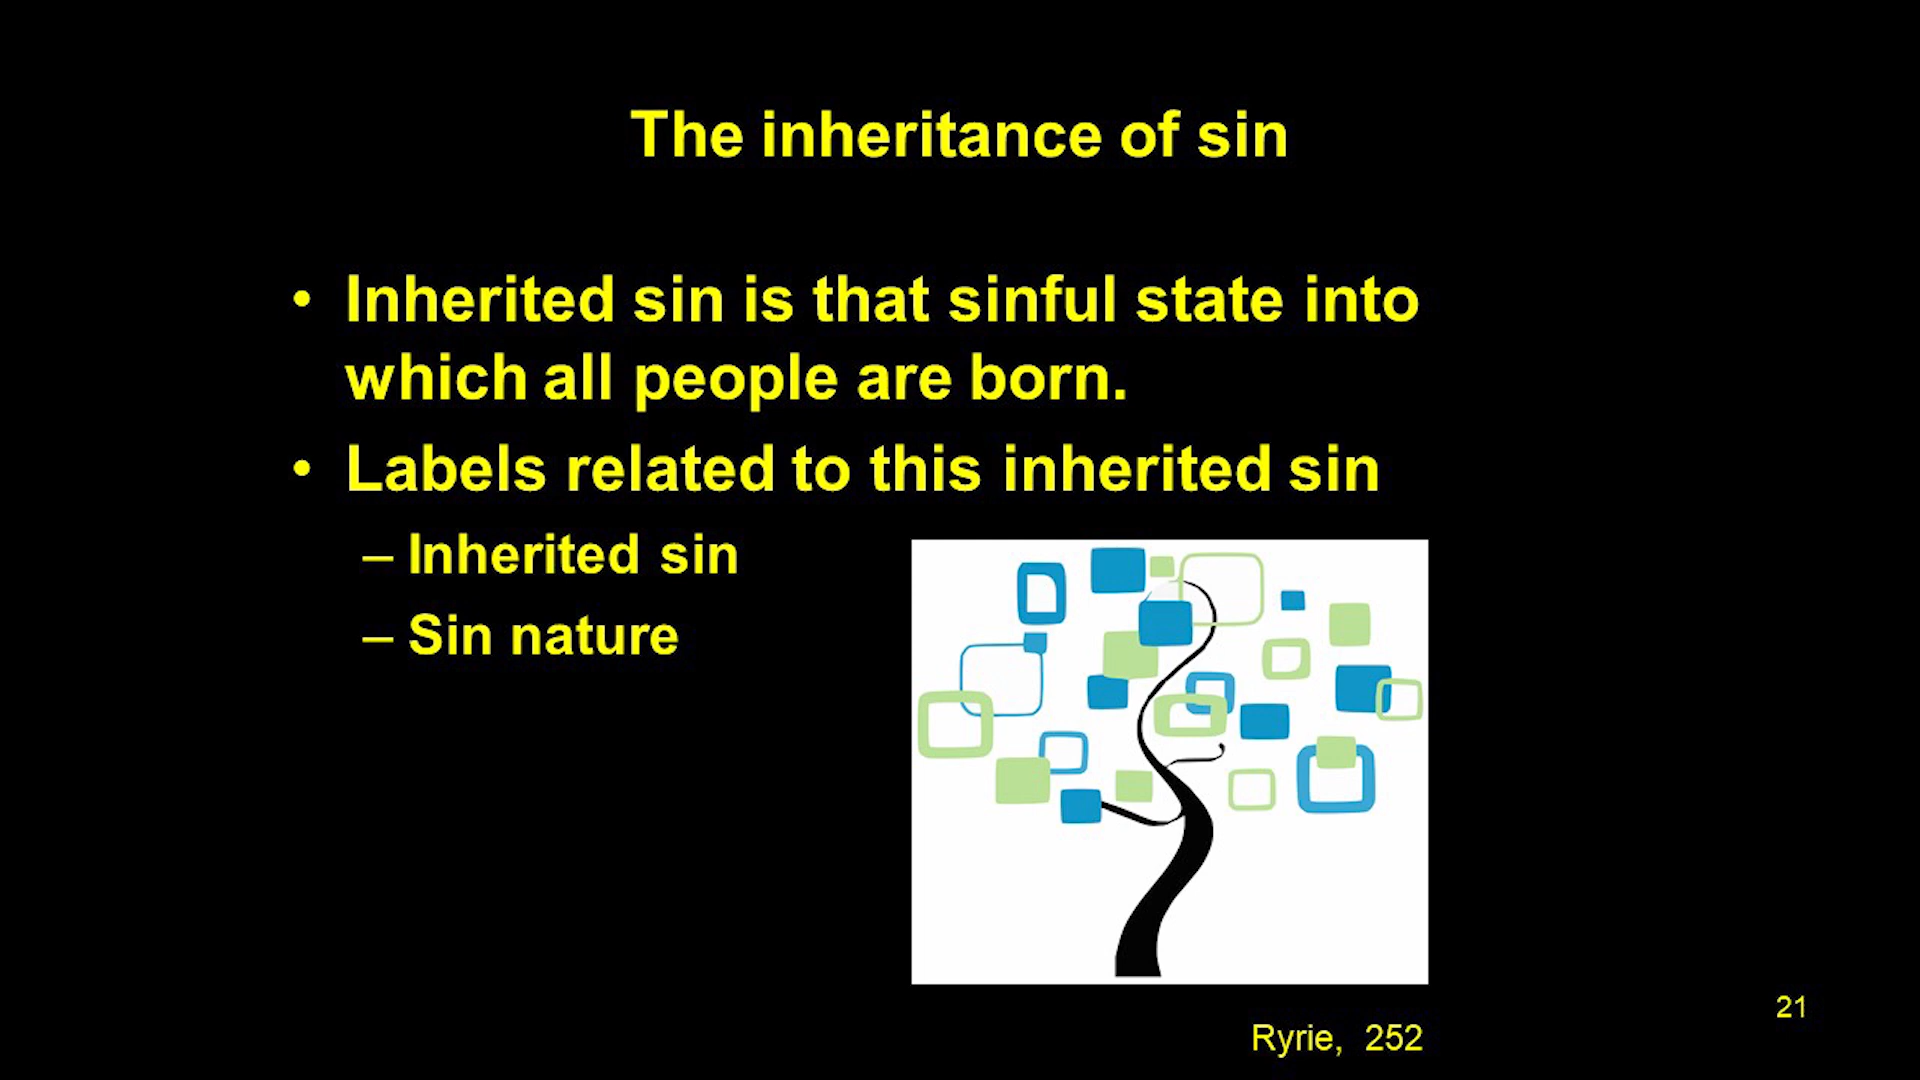 The inheritance of sin
• Inherited sin is that sinful state into
which all people are born.
• Labels related to this inherited sin
– Inherited sin
– Sin nature
21
Ryrie, 252